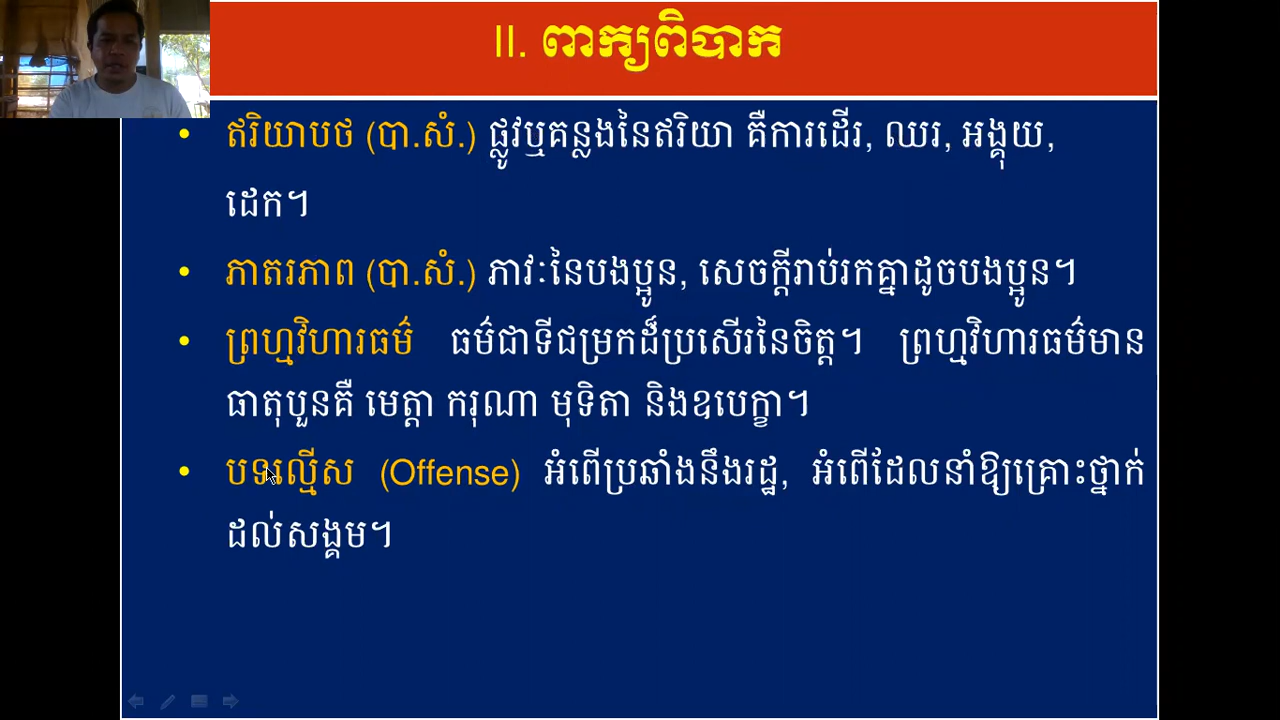 II. ពាក្យពិបាក
• ឥរិយាបថ (បា.សំ.) ផ្លូវឬគន្លងនៃឥរិយា គឺការដើរ, ឈរ, អង្គុយ,
ដេក។
• ភាតរភាព (បា.សំ.) ភាវៈនៃបងប្អូន, សេចក្ដីរាប់រកគ្នាដូចបងប្អូន។
• ព្រហ្មវិហារធម៌ ធម៌ជាទីជម្រកដ៏ប្រសើរនៃចិត្ត។ ព្រហ្មវិហារធម៌មាន
ធាតុបួនគឺ មេត្តា ករុណា មុទិតា និងឧបេក្ខា។
• បទល្មើស (Offense) អំពើប្រឆាំងនឹងរដ្ឋ, អំពើដែលនាំឱ្យគ្រោះថ្នាក់
ដល់សង្គម។